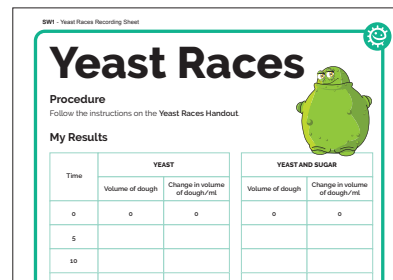 SW1 - Yeast Races Recording Sheet
Yeast Races
Procedure
Follow the instructions on the Yeast Races Handout.
My Results
Time
YEAST
YEAST AND SUGAR
Volume of dough
Change in volume of dough/ml
Volume of dough
Change in volume of dough/ml
0 0 0 0 0
5
10